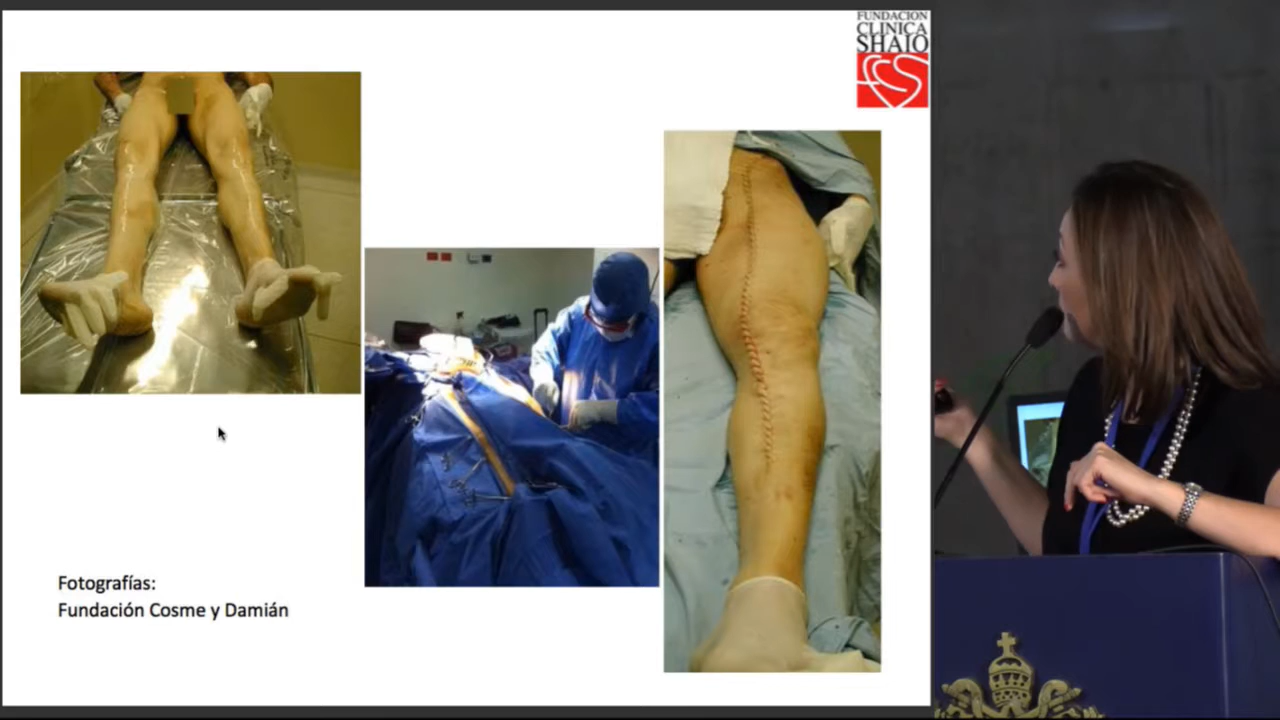 FUNDACION
CLINICA
SHAIO
Fotografías:
Fundación Cosme y Damián